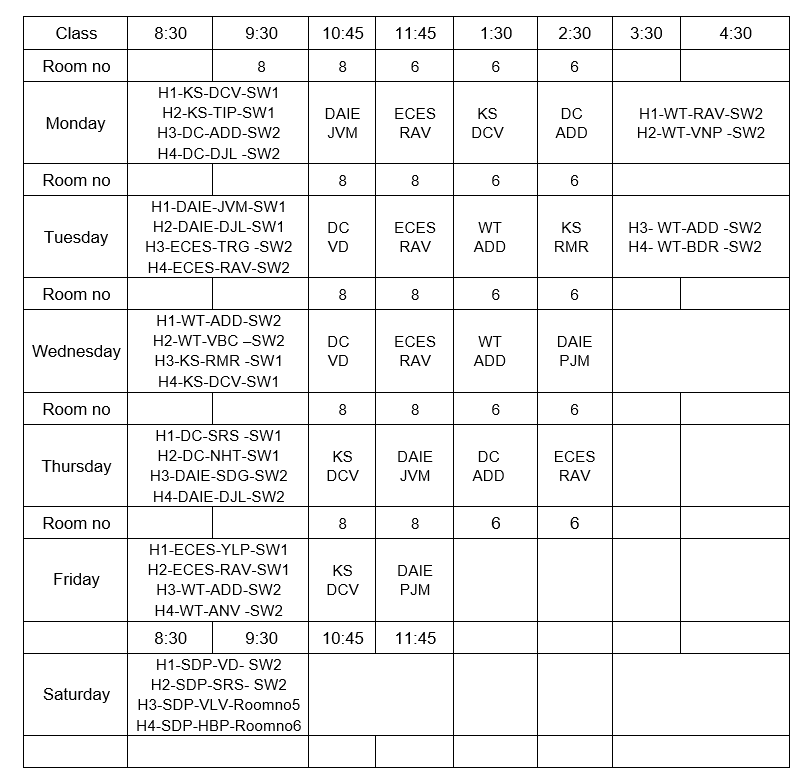 Class 8:30 9:30 10:45 11:45 1:30 2:30 3:30 4:30
Room no 8 8 6 6 6
Monday
H1-KS-DCV-SW1
H2-KS-TIP-SW1
H3-DC-ADD-SW2
H4-DC-DJL -SW2
DAIE
JVM
ECES
RAV
KS
DCV
DC
ADD
H1-WT-RAV-SW2
H2-WT-VNP -SW2
Room no 8 8 6 6
Tuesday
H1-DAIE-JVM-SW1
H2-DAIE-DJL-SW1
H3-ECES-TRG -SW2
H4-ECES-RAV-SW2
DC
VD
ECES
RAV
WT
ADD
KS
RMR
H3- WT-ADD -SW2
H4- WT-BDR -SW2
Room no 8 8 6 6
Wednesday
H1-WT-ADD-SW2
H2-WT-VBC –SW2
H3-KS-RMR -SW1
H4-KS-DCV-SW1
DC
VD
ECES
RAV
WT
ADD
DAIE
PJM
Room no 8 8 6 6
Thursday
H1-DC-SRS -SW1
H2-DC-NHT-SW1
H3-DAIE-SDG-SW2
H4-DAIE-DJL-SW2
KS
DCV
DAIE
JVM
DC
ADD
ECES
RAV
Room no 8 8 6 6
Friday
H1-ECES-YLP-SW1
H2-ECES-RAV-SW1
H3-WT-ADD-SW2
H4-WT-ANV -SW2
KS
DCV
DAIE
PJM
8:30 9:30 10:45 11:45
Saturday
H1-SDP-VD- SW2
H2-SDP-SRS- SW2
H3-SDP-VLV-Roomno5
H4-SDP-HBP-Roomno6